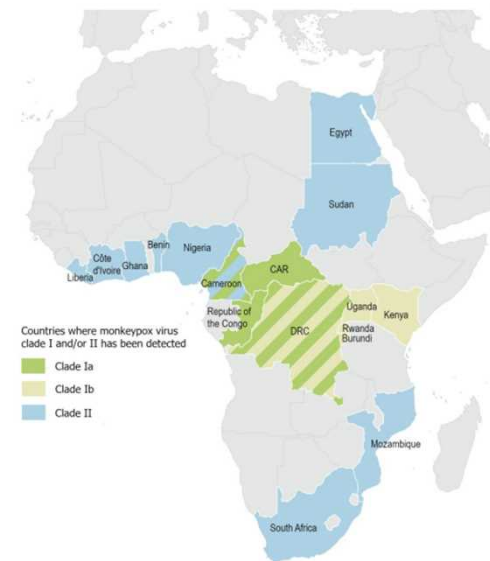 Egypt
Sudan
Benin
Nigeria
Côte
d'Ivoire
Ghana
Liberia
Cameroon
CAR
Republic of
the Congo
DRC
Uganda
Kenya
Rwanda
Burundi
Countries where monkeypox virus
clade I and/or II has been detected
Clade Ia
Clade Ib
Clade II
Mozambique
South Africa